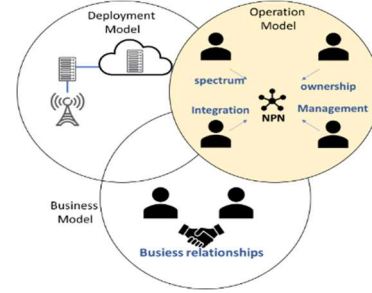 Deployment
Model
Operation
Model
spectrum
ownership
Integration
Management
NPN
Business
Model
Busiess relationships